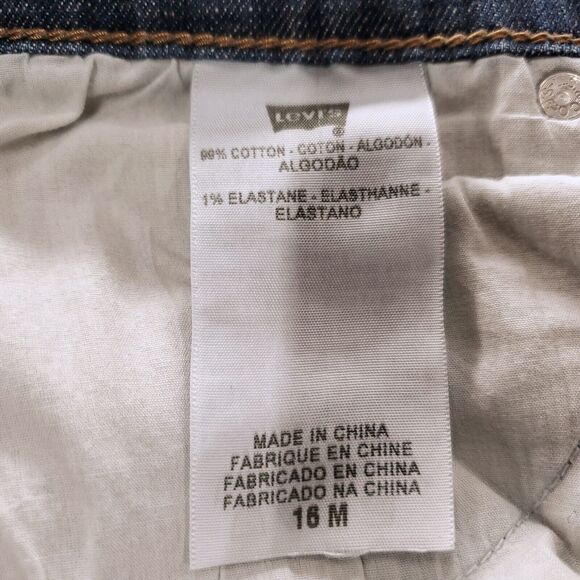 Levi's
®
99% COTTON - COTON - ALGODÓN -
ALGODÃO
1% ELASTANE - ELASTHANNE -
ELASTANO
MADE IN CHINA
FABRIQUE EN CHINE
FABRICADO EN CHINA
FABRICADO NA CHINA
16 M